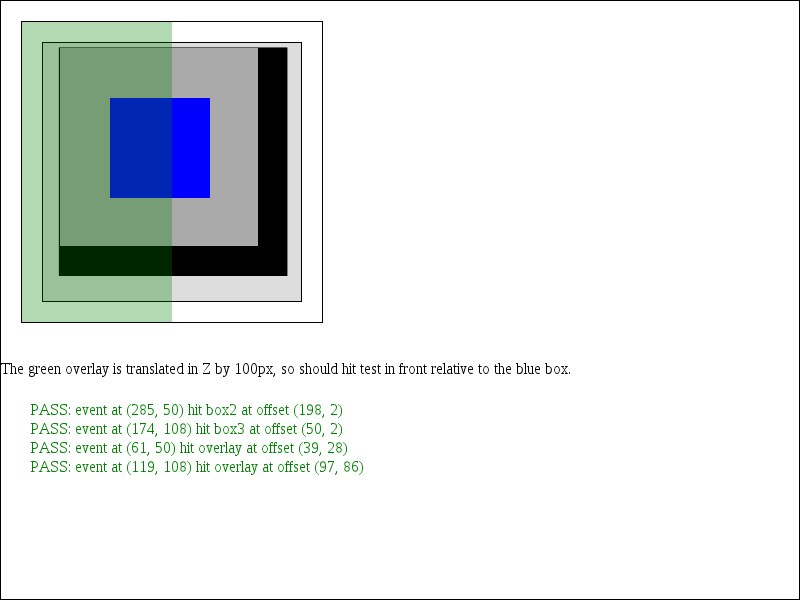 The green overlay is translated in Z by 100px, so should hit test in front relative to the blue box.
PASS: event at (285, 50) hit box2 at offset (198, 2)
PASS: event at (174, 108) hit box3 at offset (50, 2)
PASS: event at (61, 50) hit overlay at offset (39, 28)
PASS: event at (119, 108) hit overlay at offset (97, 86)